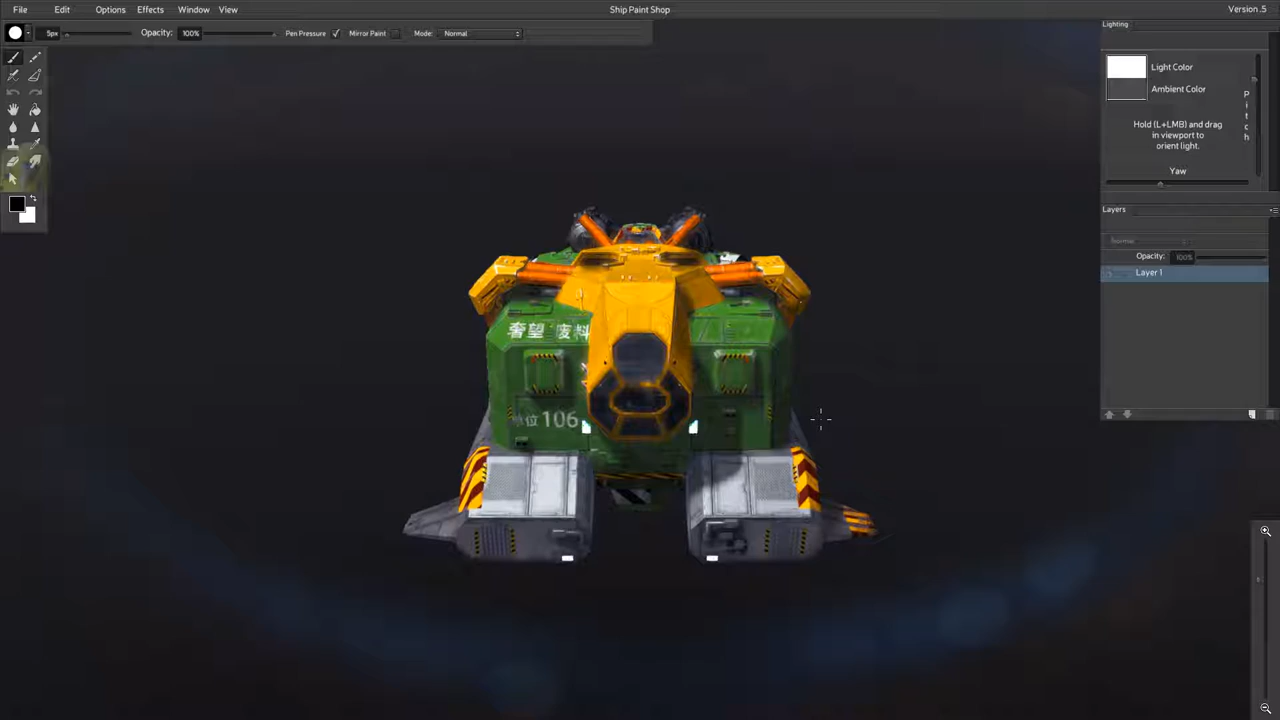 File Edit Options Effects Window View Ship Paint Shop Version .5
5px Opacity: 100% Pen Pressure Mirror Paint Mode: Normal
Lighting
Light Color
Ambient Color
Pitch
Hold (L+LMB) and drag
in viewport to
orient light.
Yaw
Layers
Normal
Opacity: 100%
Layer 1
奢望 废料
106